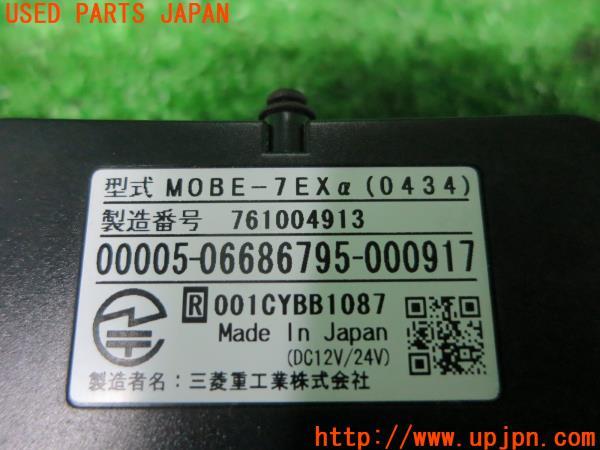 USED PARTS JAPAN
型式 MOBE-7EXα(0434)
製造番号 761004913
00005-06686795-000917
R 001CYBB1087
Made In Japan
(DC12V/24V)
製造者名:三菱重工業株式会社
http://www.upjpn.com